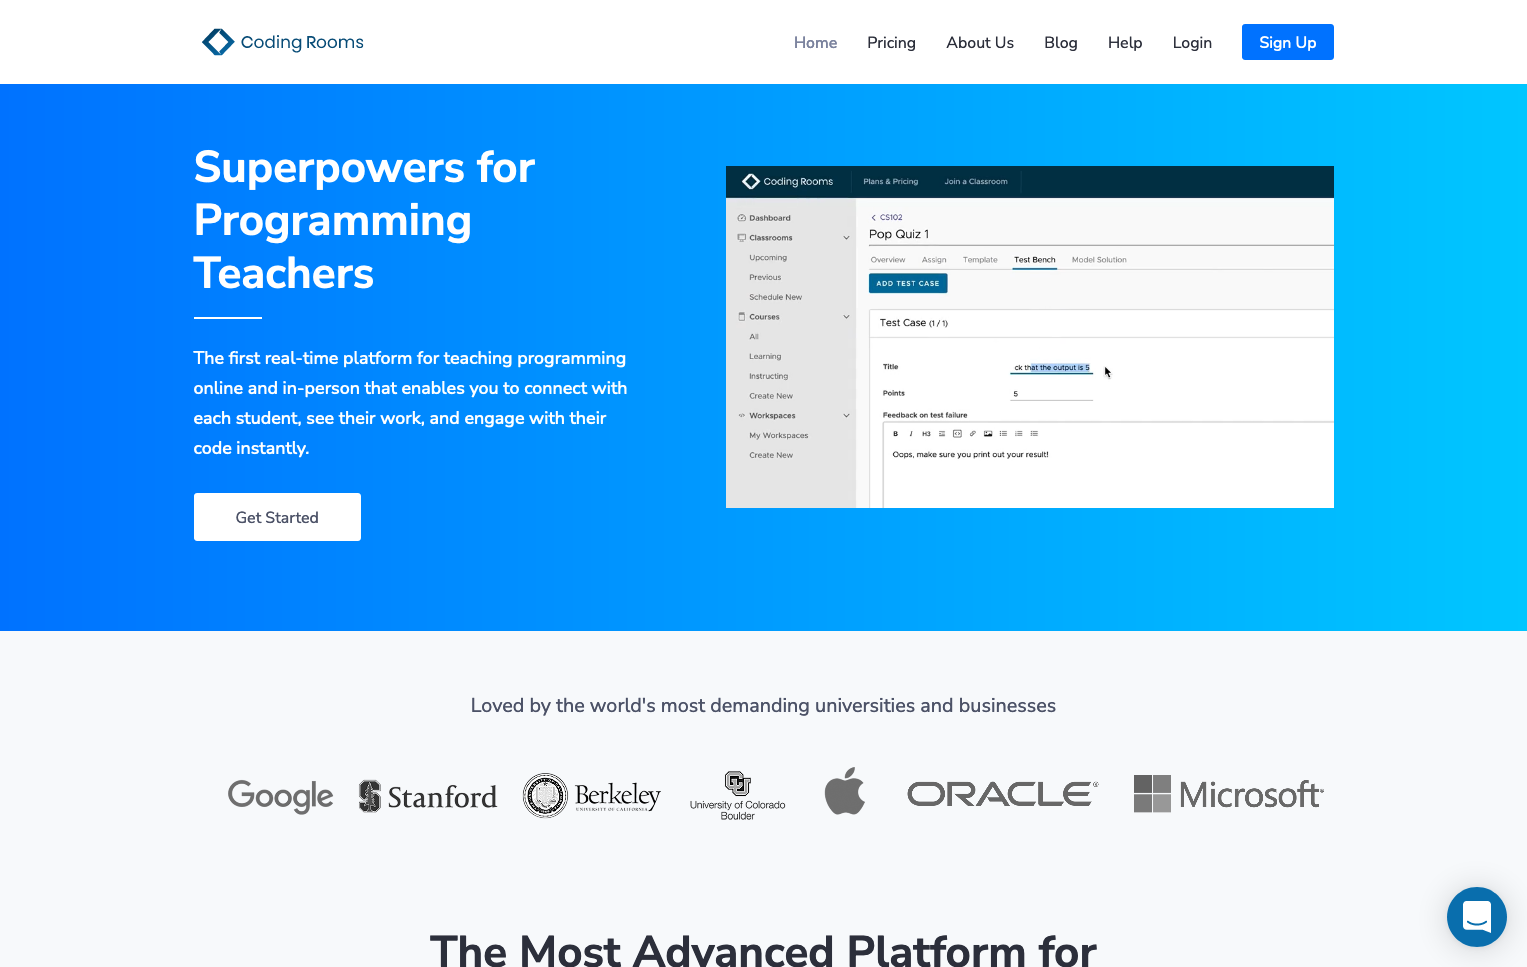 Coding Rooms
Home Pricing About Us Blog Help Login Sign Up
Superpowers for
Programming
Teachers
The first real-time platform for teaching programming
online and in-person that enables you to connect with
each student, see their work, and engage with their
code instantly.
Get Started
Coding Rooms Plans & Pricing Join a Classroom
Dashboard
Classrooms
Upcoming
Previous
Schedule New
Courses
All
Learning
Instructing
Create New
Workspaces
My Workspaces
Create New
< CS102
Pop Quiz 1
Overview Assign Template Test Bench Model Solution
ADD TEST CASE
Test Case (1 / 1)
Title ck that the output is 5
Points 5
Feedback on test failure
B I H3
Oops, make sure you print out your result!
Loved by the world's most demanding universities and businesses
Google
Stanford
Berkeley
UNIVERSITY OF CALIFORNIA
CU
University of Colorado
Boulder
ORACLE®
Microsoft
The Most Advanced Platform for